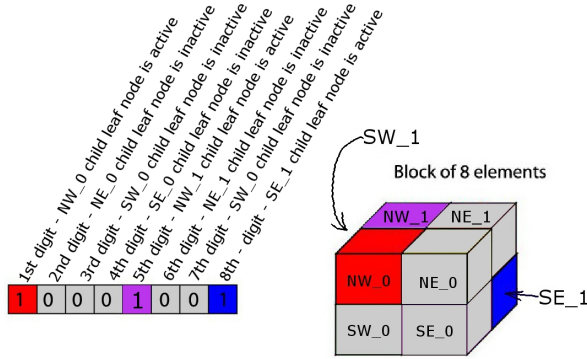 1st digit - NW_0 child leaf node is active
2nd digit - NE_0 child leaf node is inactive
3rd digit - SW_0 child leaf node is inactive
4th digit - SE_0 child leaf node is inactive
5th digit - NW_1 child leaf node is active
6th digit - NE_1 child leaf node is inactive
7th digit - SW_0 child leaf node is inactive
8th - digit - SE_1 child leaf node is active
1 0 0 0 1 0 0 1
SW_1
Block of 8 elements
NW_1 NE_1
NW_0 NE_0
SE_1
SW_0 SE_0